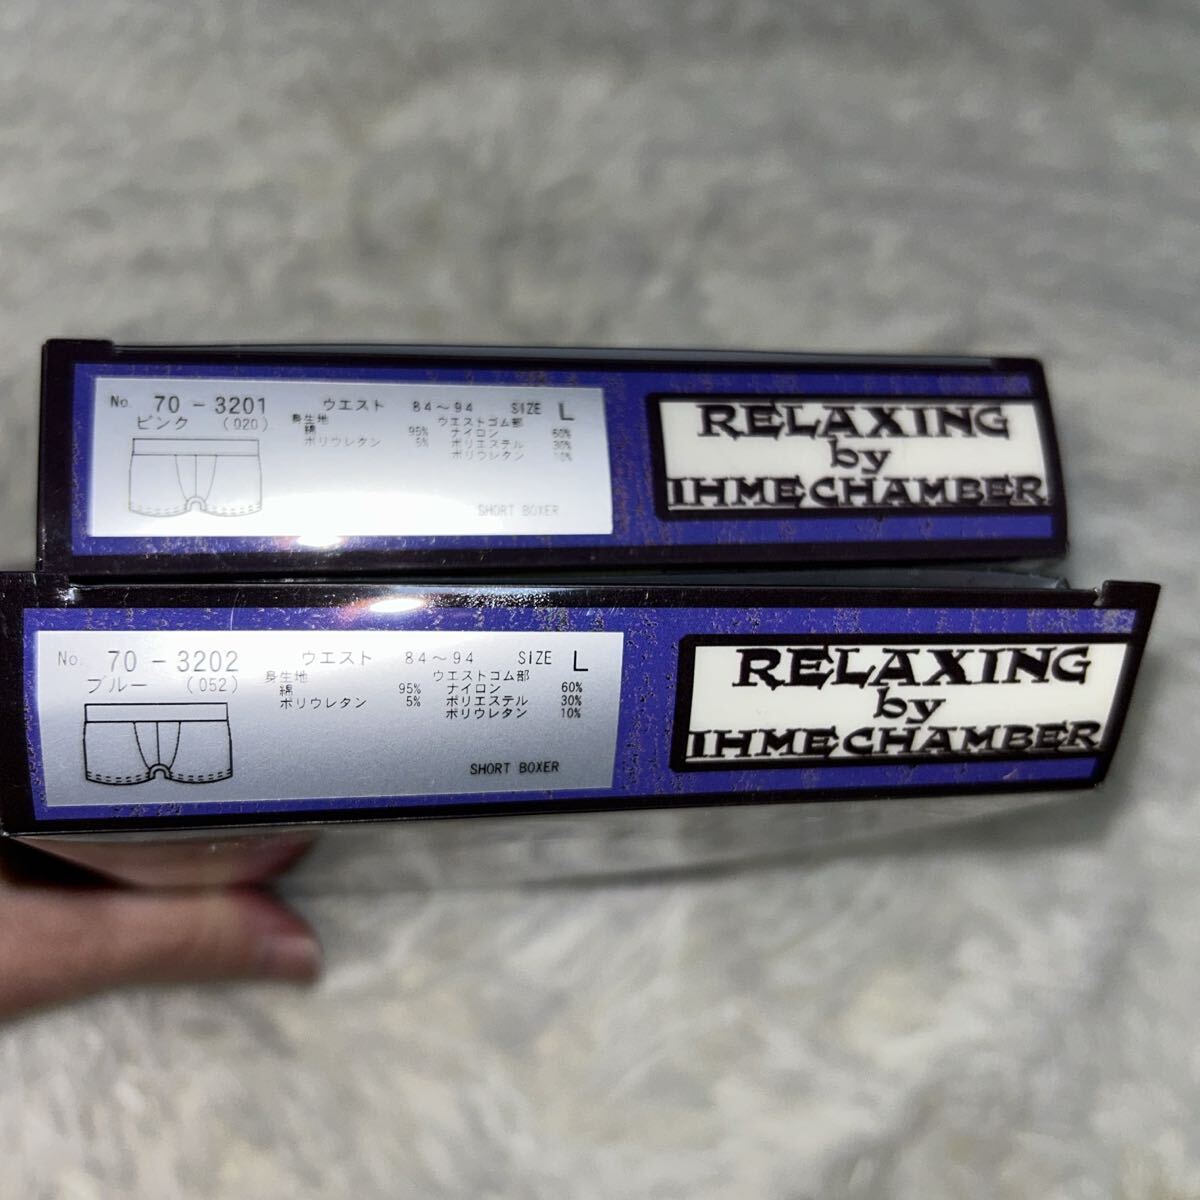 No. 70-3201 ウエスト 84～94 SIZE L
ピンク (020)
身生地 ウエストゴム部
綿 95% ナイロン 60%
ポリウレタン 5% ポリエステル 30%
ポリウレタン 10%
SHORT BOXER
RELAXING
by
IHME CHAMBER
No. 70-3202 ウエスト 84～94 SIZE L
ブルー (052)
身生地 ウエストゴム部
綿 95% ナイロン 60%
ポリウレタン 5% ポリエステル 30%
ポリウレタン 10%
SHORT BOXER
RELAXING
by
IHME CHAMBER